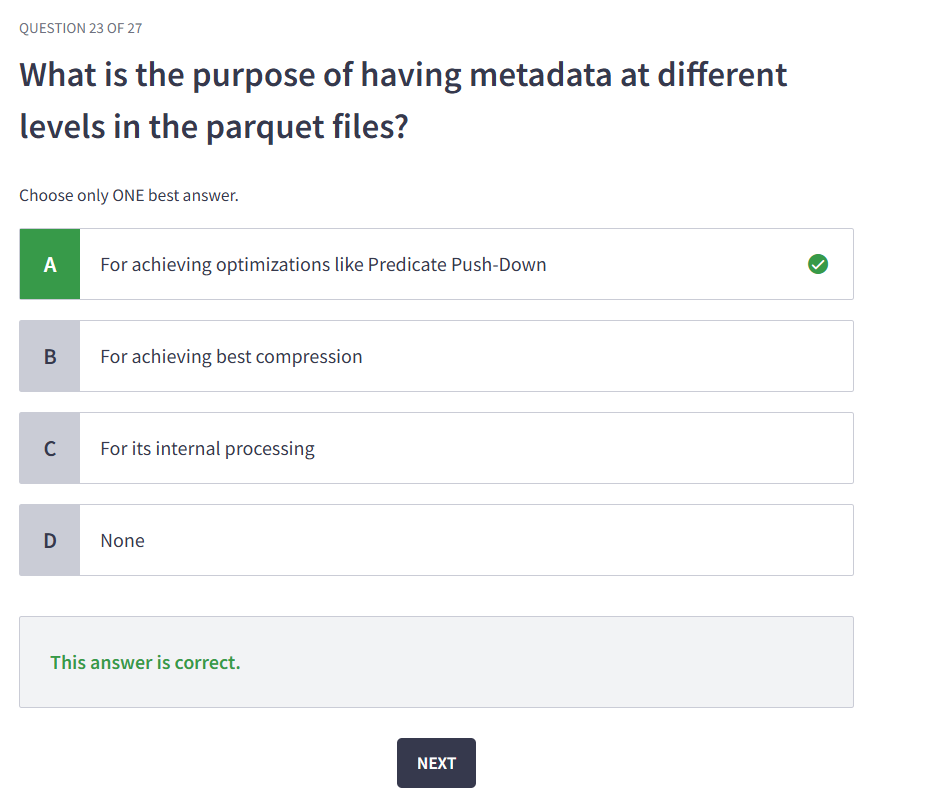 QUESTION 23 OF 27
What is the purpose of having metadata at different
levels in the parquet files?
Choose only ONE best answer.
A For achieving optimizations like Predicate Push-Down
B For achieving best compression
C For its internal processing
D None
This answer is correct.
NEXT